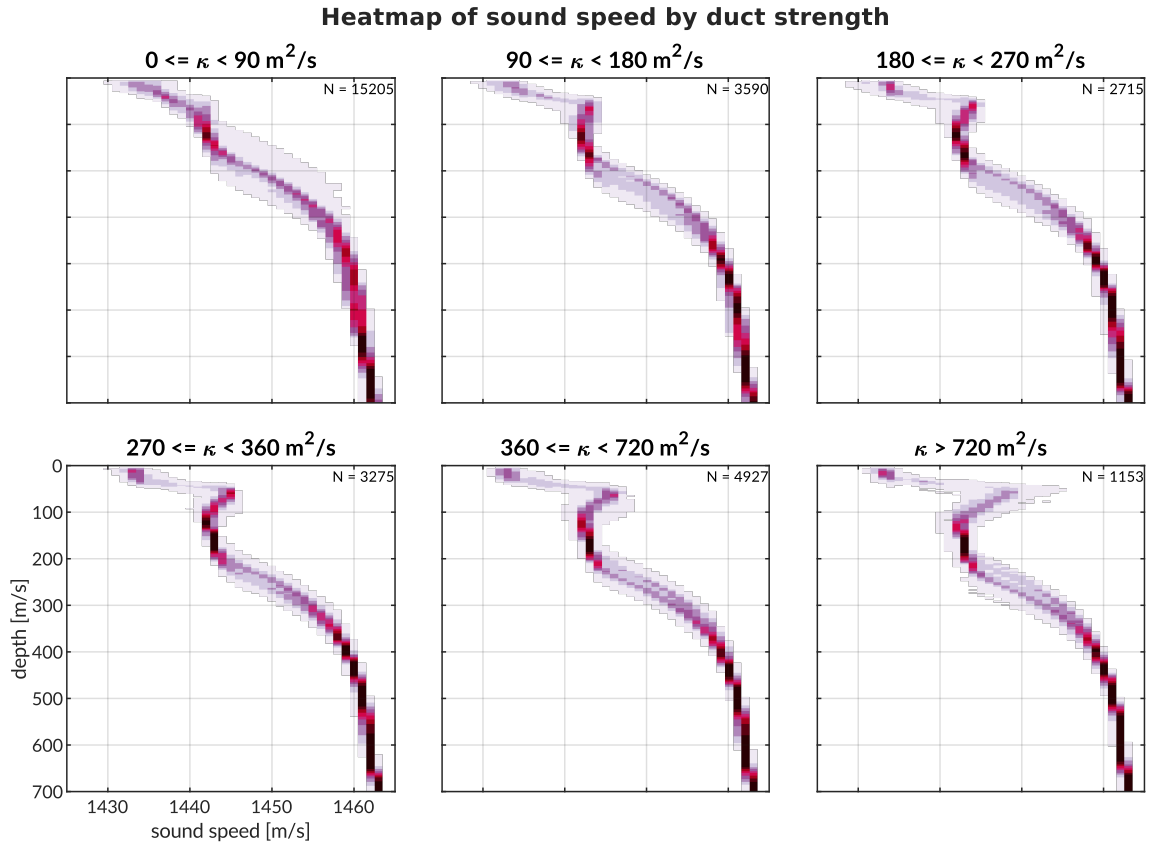 Heatmap of sound speed by duct strength
0 <= κ < 90 m²/s
90 <= κ < 180 m²/s
180 <= κ < 270 m²/s
N = 15205
N = 3590
N = 2715
270 <= κ < 360 m²/s
360 <= κ < 720 m²/s
κ > 720 m²/s
N = 3275
N = 4927
N = 1153
0
100
200
300
400
500
600
700
depth [m/s]
1430 1440 1450 1460
sound speed [m/s]